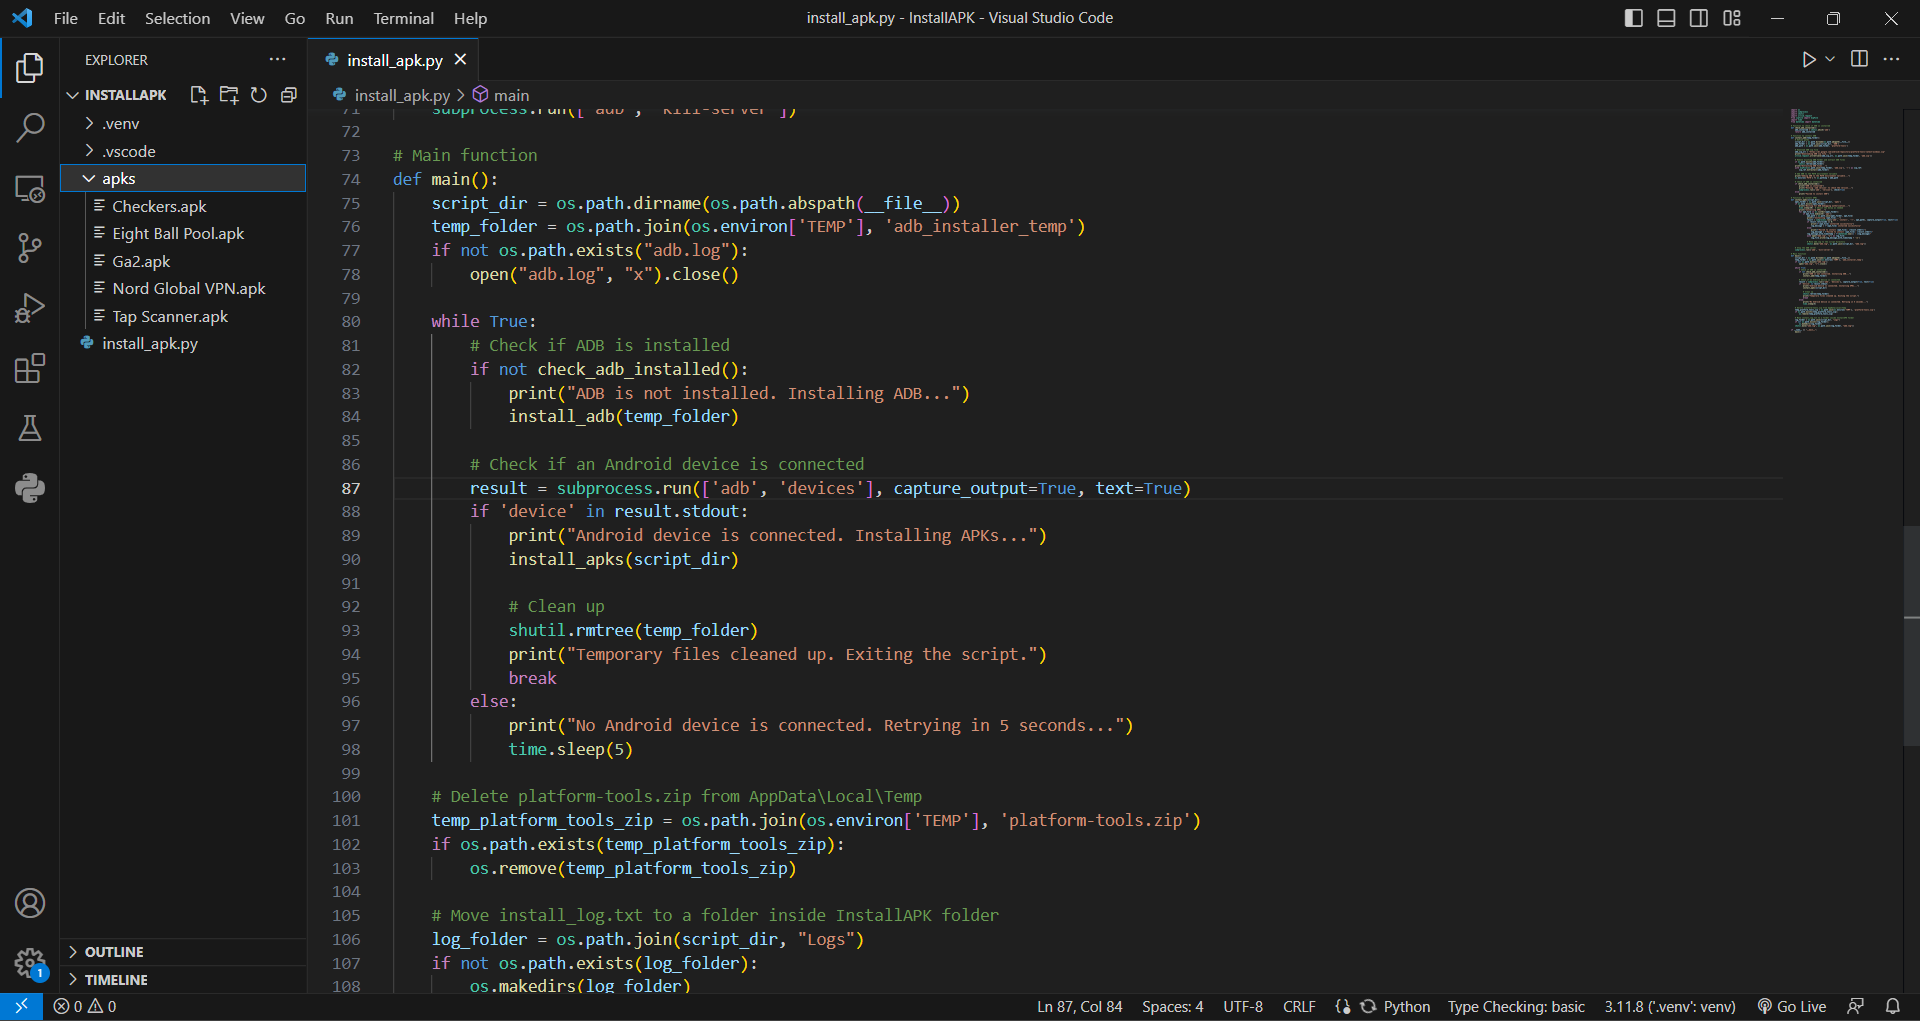 File Edit Selection View Go Run Terminal Help
install_apk.py - InstallAPK - Visual Studio Code
EXPLORER
INSTALLAPK
.venv
.vscode
apks
Checkers.apk
Eight Ball Pool.apk
Ga2.apk
Nord Global VPN.apk
Tap Scanner.apk
install_apk.py
OUTLINE
TIMELINE
install_apk.py
install_apk.py > main
71 subprocess.run(["adb", "kill-server"])
72
73 # Main function
74 def main():
75 script_dir = os.path.dirname(os.path.abspath(__file__))
76 temp_folder = os.path.join(os.environ['TEMP'], 'adb_installer_temp')
77 if not os.path.exists("adb.log"):
78 open("adb.log", "x").close()
79
80 while True:
81 # Check if ADB is installed
82 if not check_adb_installed():
83 print("ADB is not installed. Installing ADB...")
84 install_adb(temp_folder)
85
86 # Check if an Android device is connected
87 result = subprocess.run(['adb', 'devices'], capture_output=True, text=True)
88 if 'device' in result.stdout:
89 print("Android device is connected. Installing APKs...")
90 install_apks(script_dir)
91
92 # Clean up
93 shutil.rmtree(temp_folder)
94 print("Temporary files cleaned up. Exiting the script.")
95 break
96 else:
97 print("No Android device is connected. Retrying in 5 seconds...")
98 time.sleep(5)
99
100 # Delete platform-tools.zip from AppData\Local\Temp
101 temp_platform_tools_zip = os.path.join(os.environ['TEMP'], 'platform-tools.zip')
102 if os.path.exists(temp_platform_tools_zip):
103 os.remove(temp_platform_tools_zip)
104
105 # Move install_log.txt to a folder inside InstallAPK folder
106 log_folder = os.path.join(script_dir, "Logs")
107 if not os.path.exists(log_folder):
108 os.makedirs(log_folder)
1
0 0
Ln 87, Col 84 Spaces: 4 UTF-8 CRLF {} Python Type Checking: basic 3.11.8 ('.venv': venv) Go Live